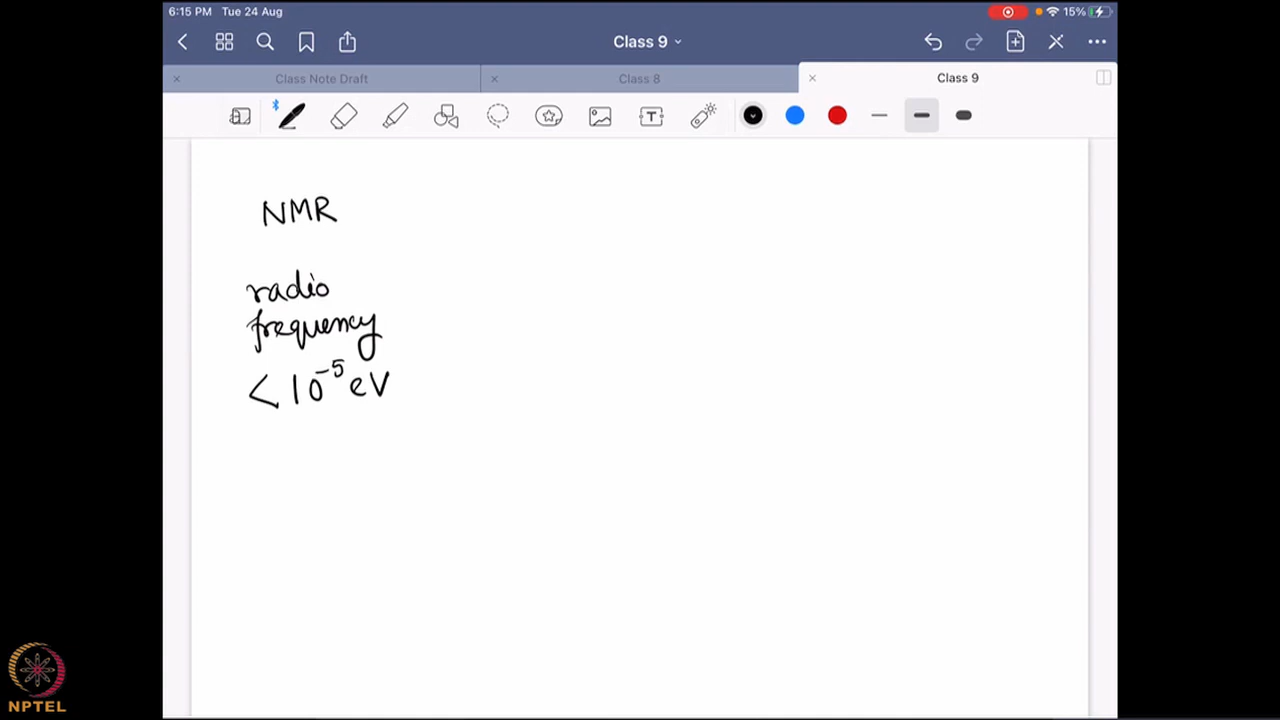 6:15 PM Tue 24 Aug
15%
Class 9
Class Note Draft
Class 8
Class 9
T
NMR
radio
frequency
< 10⁻⁵ eV
NPTEL